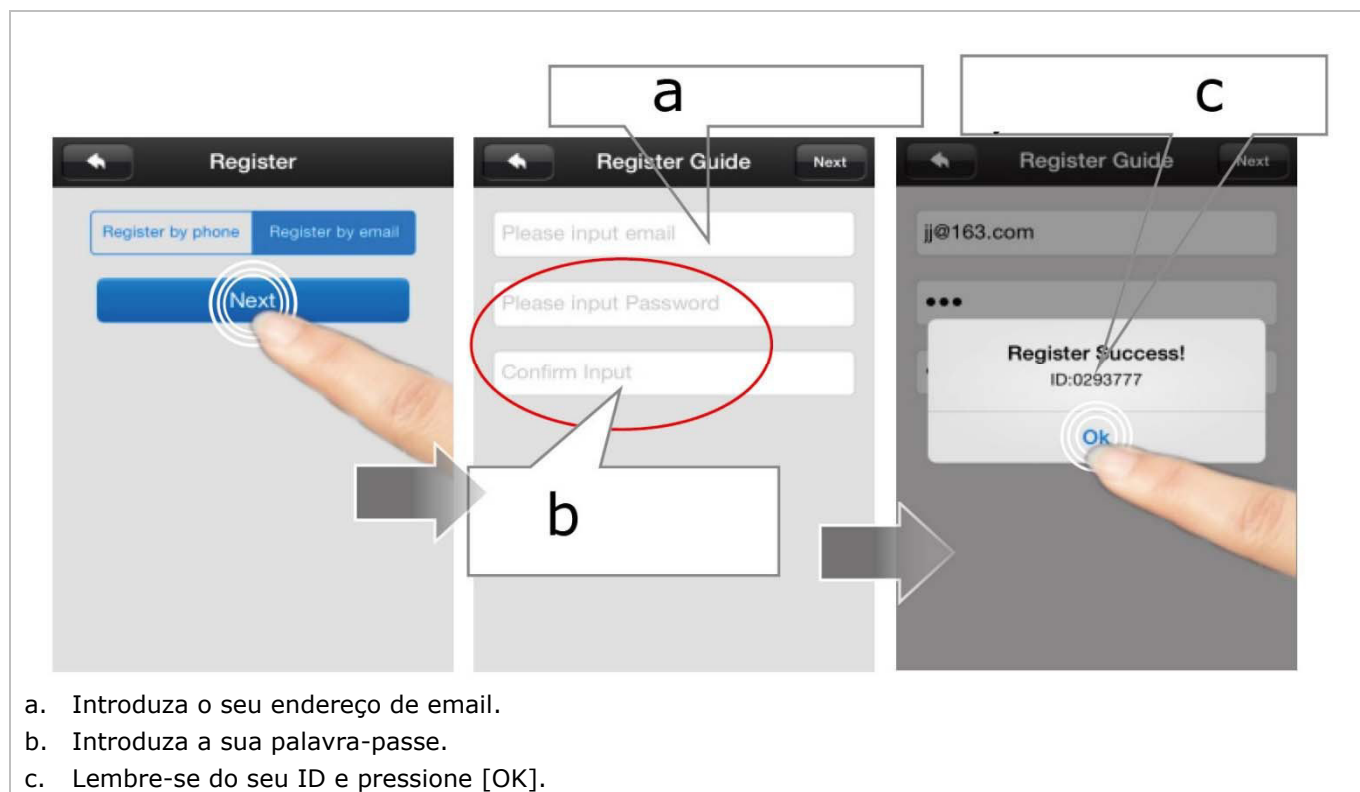 a
c
Register
Register by phone
Register by email
Next
Register Guide
Next
Please input email
Please input Password
Confirm Input
b
Register Guide
Next
jj@163.com
•••
Register Success!
ID:0293777
Ok
a. Introduza o seu endereço de email.
b. Introduza a sua palavra-passe.
c. Lembre-se do seu ID e pressione [OK].